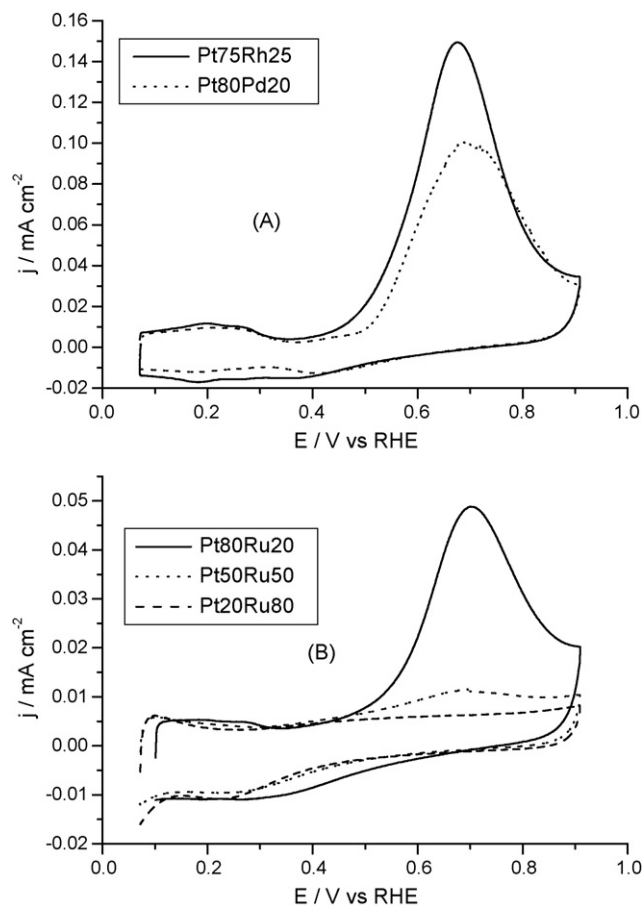 0.16
0.14
0.12
0.10
0.08
0.06
0.04
0.02
0.00
-0.02
j / mA cm⁻²
Pt75Rh25
Pt80Pd20
(A)
0.0 0.2 0.4 0.6 0.8 1.0
E / V vs RHE
0.05
0.04
0.03
0.02
0.01
0.00
-0.01
-0.02
j / mA cm⁻²
Pt80Ru20
Pt50Ru50
Pt20Ru80
(B)
0.0 0.2 0.4 0.6 0.8 1.0
E / V vs RHE